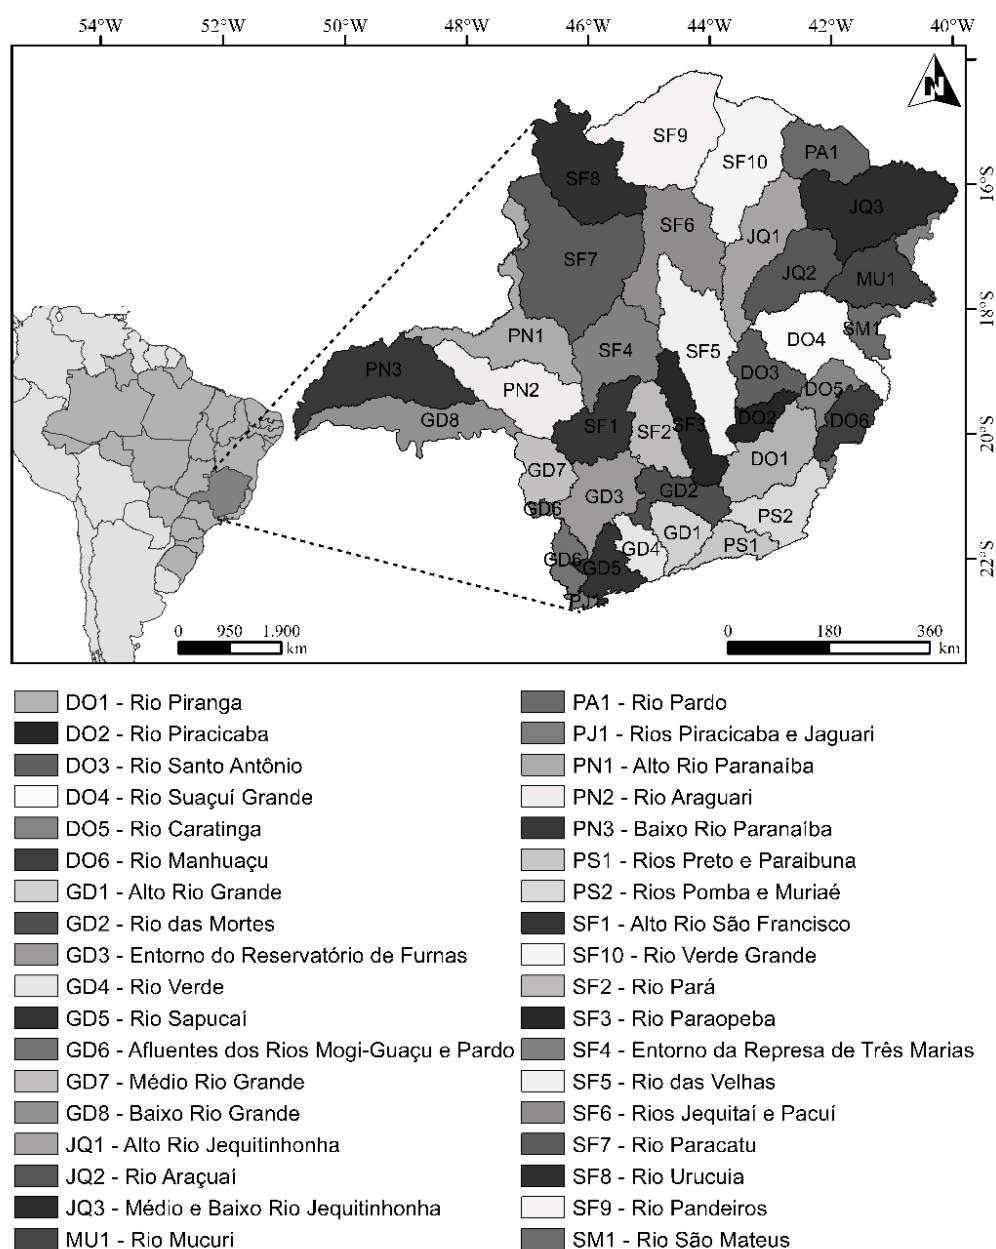 54°W 52°W 50°W 48°W 46°W 44°W 42°W 40°W
N
SF9
SF10
PA1
SF8
16°S
JQ3
SF6
JQ1
SF7
JQ2
MU1
18°S
PN1
SF4
SF5
DO4
SM1
PN3
DO3
PN2
DO5
GD8
SF1
SF2
SF3
DO2
DO6
20°S
DO1
GD7
GD3
GD2
GD6
PS2
GD1
GD4
PS1
GD6
GD5
22°S
PJ1
0 950 1.900
km
0 180 360
km
DO1 - Rio Piranga
DO2 - Rio Piracicaba
DO3 - Rio Santo Antônio
DO4 - Rio Suaçuí Grande
DO5 - Rio Caratinga
DO6 - Rio Manhuaçu
GD1 - Alto Rio Grande
GD2 - Rio das Mortes
GD3 - Entorno do Reservatório de Furnas
GD4 - Rio Verde
GD5 - Rio Sapucaí
GD6 - Afluentes dos Rios Mogi-Guaçu e Pardo
GD7 - Médio Rio Grande
GD8 - Baixo Rio Grande
JQ1 - Alto Rio Jequitinhonha
JQ2 - Rio Araçuaí
JQ3 - Médio e Baixo Rio Jequitinhonha
MU1 - Rio Mucuri
PA1 - Rio Pardo
PJ1 - Rios Piracicaba e Jaguari
PN1 - Alto Rio Paranaíba
PN2 - Rio Araguari
PN3 - Baixo Rio Paranaíba
PS1 - Rios Preto e Paraibuna
PS2 - Rios Pomba e Muriaé
SF1 - Alto Rio São Francisco
SF10 - Rio Verde Grande
SF2 - Rio Pará
SF3 - Rio Paraopeba
SF4 - Entorno da Represa de Três Marias
SF5 - Rio das Velhas
SF6 - Rios Jequitaí e Pacuí
SF7 - Rio Paracatu
SF8 - Rio Urucuia
SF9 - Rio Pandeiros
SM1 - Rio São Mateus